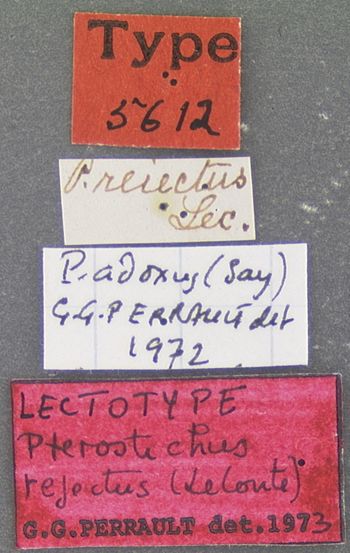 Type
5612
P. reiectus
Lec.
P. adoxus (Say)
G.G. PERRAULT det
1972
LECTOTYPE
Pterostichus
rejectus (Leconte)
G.G.PERRAULT det.1973